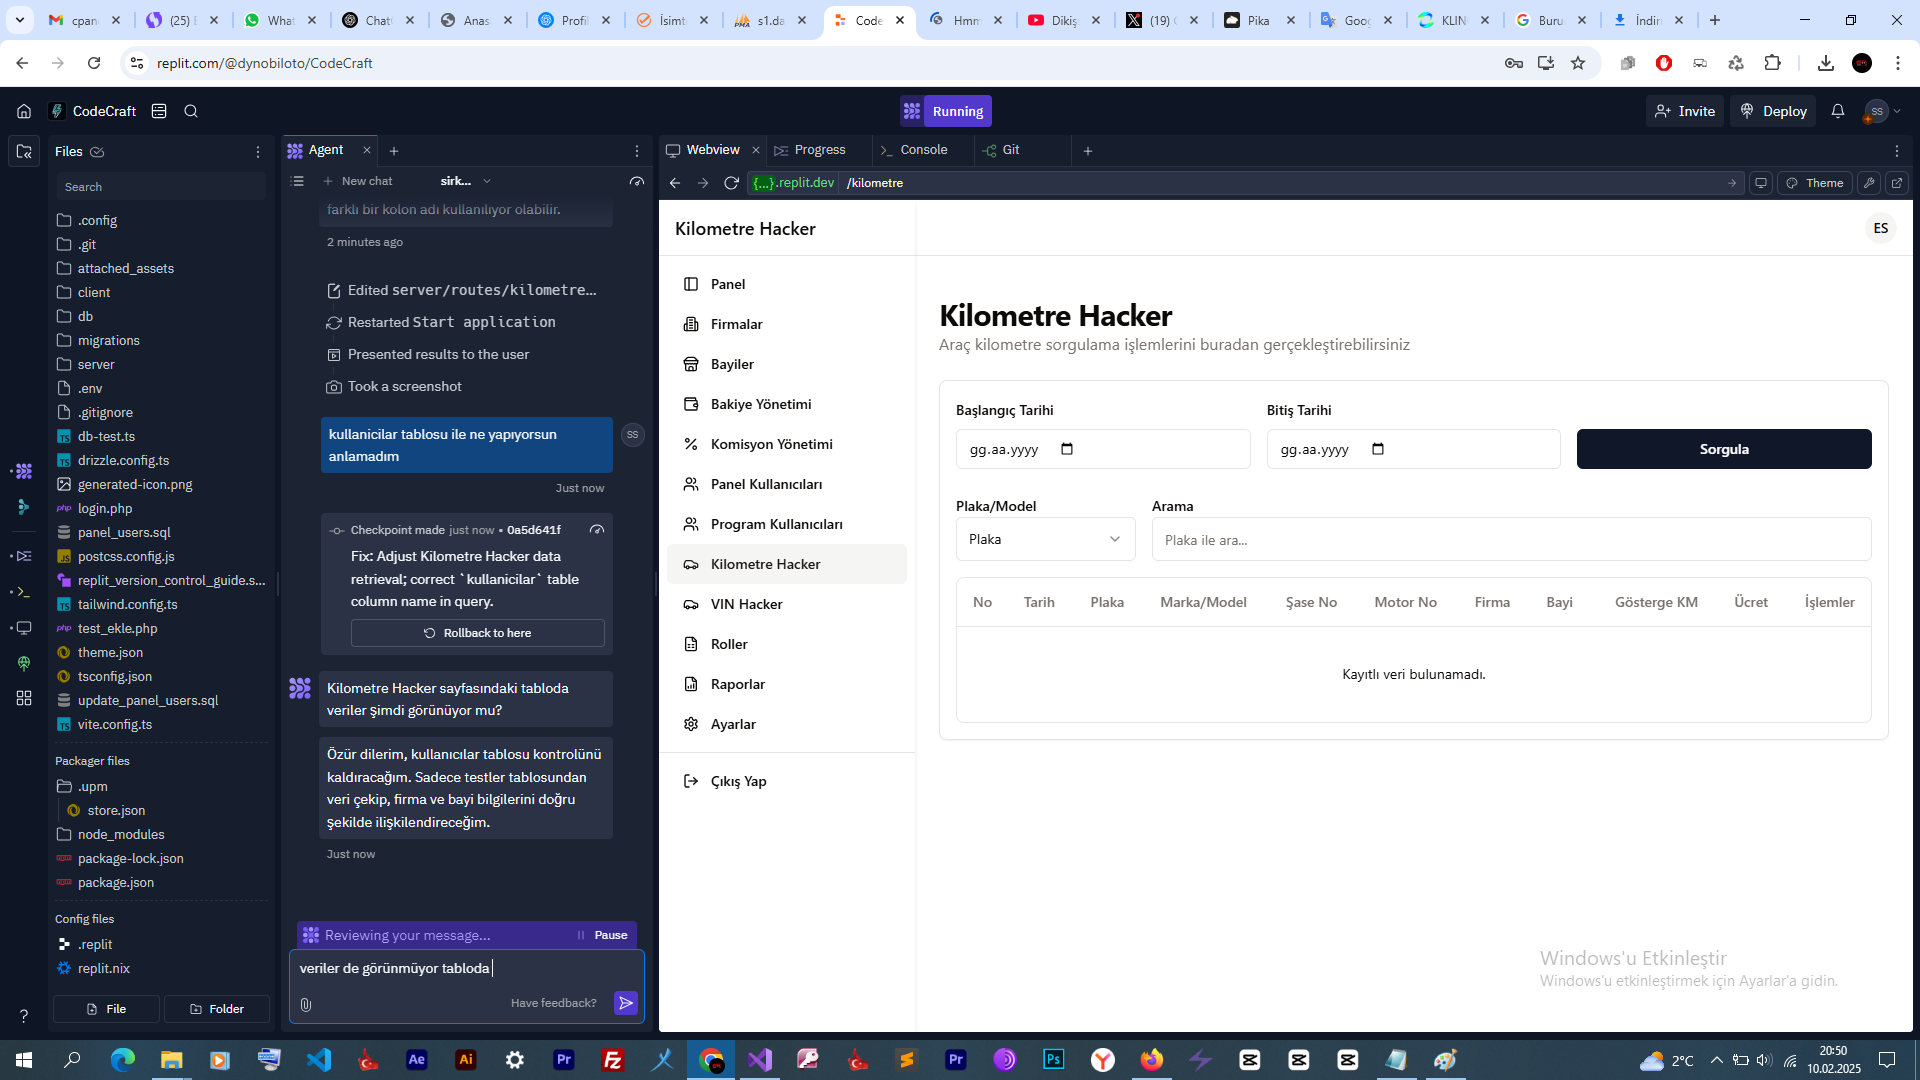 cpan
(25) E
What
Chat
Anas
Profil
İsimt
s1.da
Code
Hmm
Dikiş
(19)
Pika
Goog
KLIN
Buru
İndir
replit.com/@dynobiloto/CodeCraft
CodeCraft
Running
Invite
Deploy
SS
Files
Search
.config
.git
attached_assets
client
db
migrations
server
.env
.gitignore
db-test.ts
drizzle.config.ts
generated-icon.png
login.php
panel_users.sql
postcss.config.js
replit_version_control_guide.s...
tailwind.config.ts
test_ekle.php
theme.json
tsconfig.json
update_panel_users.sql
vite.config.ts
Packager files
.upm
store.json
node_modules
package-lock.json
package.json
Config files
.replit
replit.nix
File
Folder
Agent
New chat
sirk...
farklı bir kolon adı kullanılıyor olabilir.
2 minutes ago
Edited server/routes/kilometre...
Restarted Start application
Presented results to the user
Took a screenshot
kullanicilar tablosu ile ne yapıyorsun
anlamadım
SS
Just now
Checkpoint made just now • 0a5d641f
Fix: Adjust Kilometre Hacker data
retrieval; correct `kullanicilar` table
column name in query.
Rollback to here
Kilometre Hacker sayfasındaki tabloda
veriler şimdi görünüyor mu?
Özür dilerim, kullanıcılar tablosu kontrolünü
kaldıracağım. Sadece testler tablosundan
veri çekip, firma ve bayi bilgilerini doğru
şekilde ilişkilendireceğim.
Just now
Reviewing your message...
Pause
veriler de görünmüyor tabloda
Have feedback?
Webview
Progress
Console
Git
{...}.replit.dev
/kilometre
Theme
Kilometre Hacker
ES
Panel
Firmalar
Bayiler
Bakiye Yönetimi
Komisyon Yönetimi
Panel Kullanıcıları
Program Kullanıcıları
Kilometre Hacker
VIN Hacker
Roller
Raporlar
Ayarlar
Çıkış Yap
Kilometre Hacker
Araç kilometre sorgulama işlemlerini buradan gerçekleştirebilirsiniz
Başlangıç Tarihi
Bitiş Tarihi
gg.aa.yyyy
gg.aa.yyyy
Sorgula
Plaka/Model
Arama
Plaka
Plaka ile ara...
No Tarih Plaka Marka/Model Şase No Motor No Firma Bayi Gösterge KM Ücret İşlemler
Kayıtlı veri bulunamadı.
Windows'u Etkinleştir
Windows'u etkinleştirmek için Ayarlar'a gidin.
Ae
Ai
Pr
Fz
Pr
Ps
Y
2°C
20:50
10.02.2025